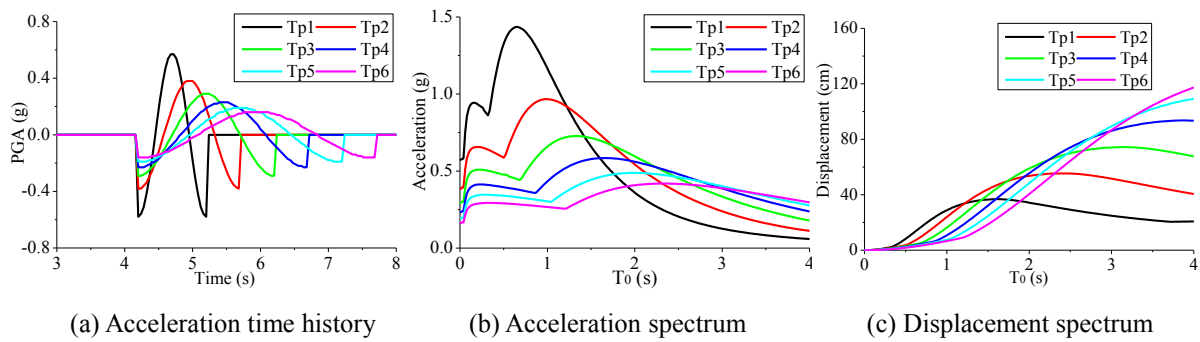 PGA (g)
0.8
0.4
0.0
-0.4
-0.8
3 4 5 6 7 8
Time (s)
Tp1 Tp2
Tp3 Tp4
Tp5 Tp6
(a) Acceleration time history
Acceleration (g)
1.5
1.0
0.5
0.0
0 1 2 3 4
T0 (s)
Tp1 Tp2
Tp3 Tp4
Tp5 Tp6
(b) Acceleration spectrum
Displacement (cm)
160
120
80
40
0
0 1 2 3 4
T0 (s)
Tp1 Tp2
Tp3 Tp4
Tp5 Tp6
(c) Displacement spectrum